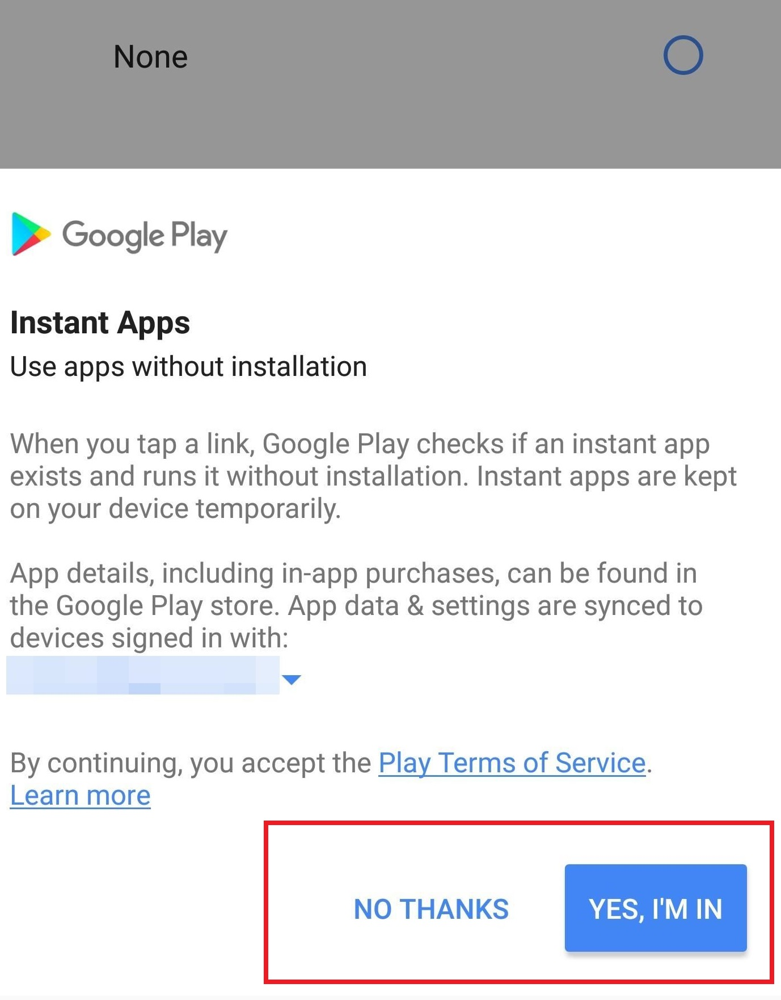 None
Google Play
Instant Apps
Use apps without installation
When you tap a link, Google Play checks if an instant app
exists and runs it without installation. Instant apps are kept
on your device temporarily.
App details, including in-app purchases, can be found in
the Google Play store. App data & settings are synced to
devices signed in with:
By continuing, you accept the Play Terms of Service.
Learn more
NO THANKS
YES, I'M IN